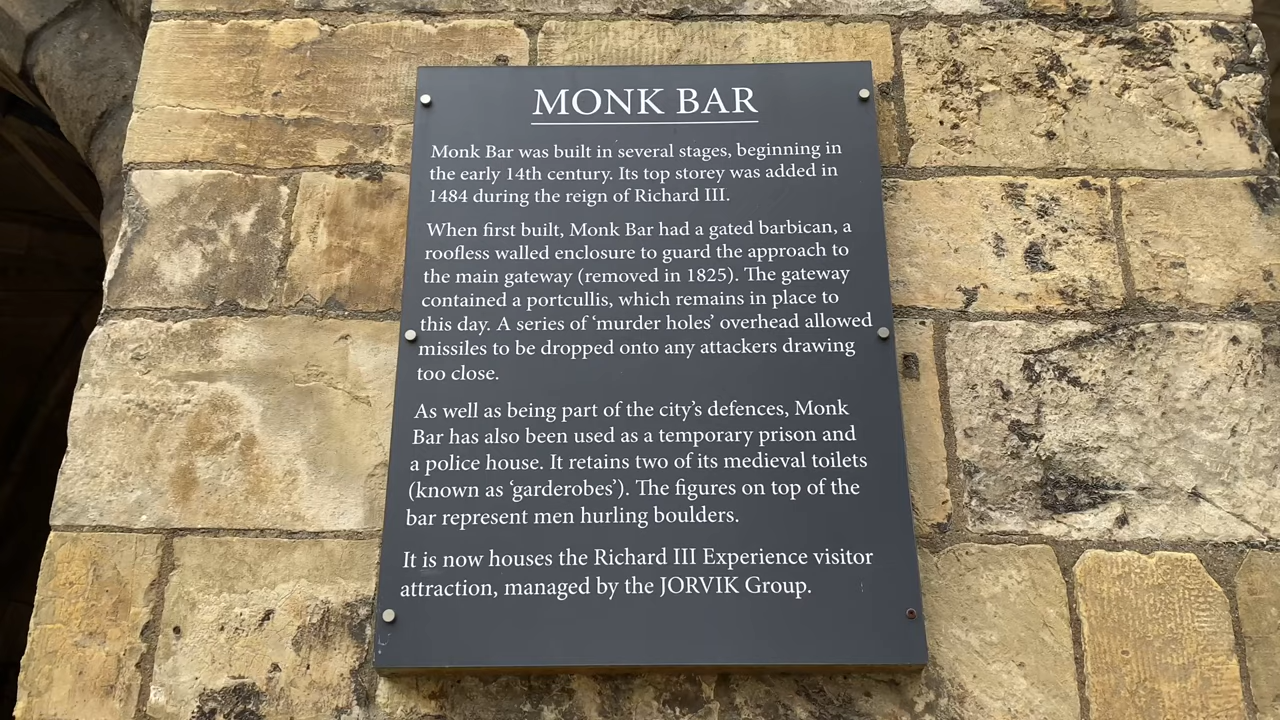 MONK BAR
Monk Bar was built in several stages, beginning in
the early 14th century. Its top storey was added in
1484 during the reign of Richard III.
When first built, Monk Bar had a gated barbican, a
roofless walled enclosure to guard the approach to
the main gateway (removed in 1825). The gateway
contained a portcullis, which remains in place to
this day. A series of ‘murder holes’ overhead allowed
missiles to be dropped onto any attackers drawing
too close.
As well as being part of the city’s defences, Monk
Bar has also been used as a temporary prison and
a police house. It retains two of its medieval toilets
(known as ‘garderobes’). The figures on top of the
bar represent men hurling boulders.
It is now houses the Richard III Experience visitor
attraction, managed by the JORVIK Group.